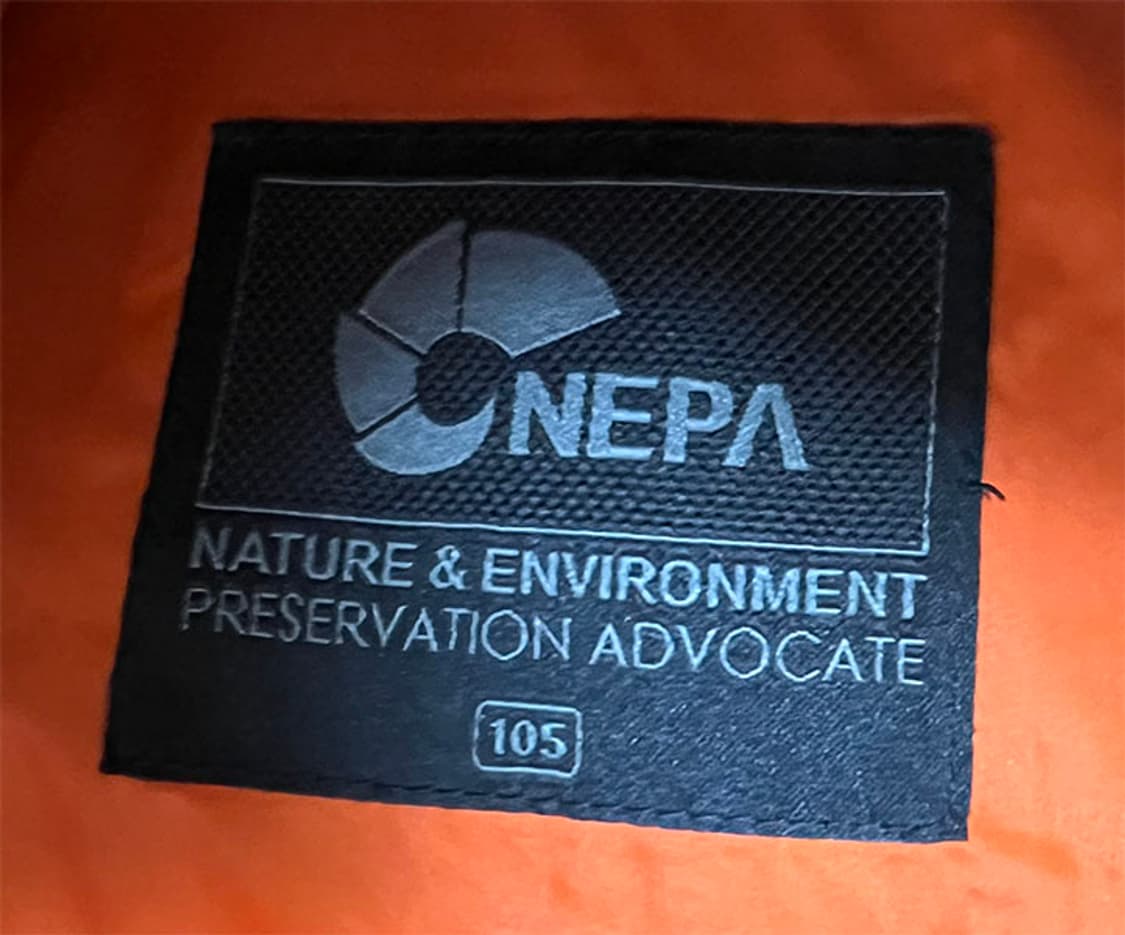 NEPA
NATURE & ENVIRONMENT
PRESERVATION ADVOCATE
105